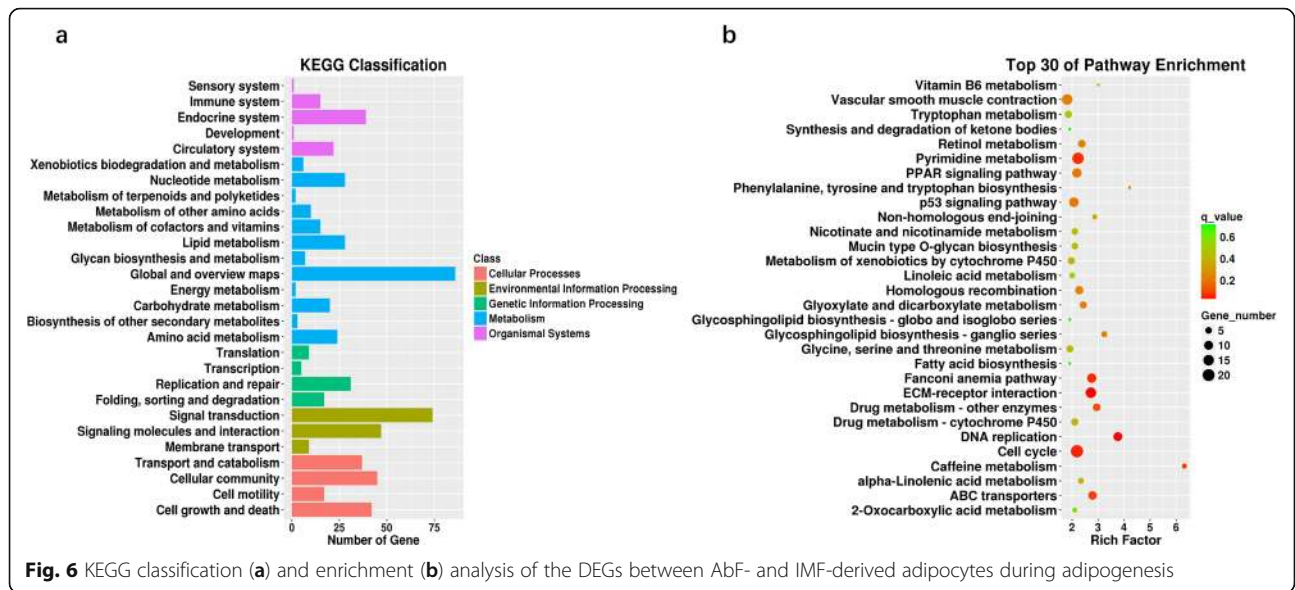 a
KEGG Classification
Sensory system
Immune system
Endocrine system
Development
Circulatory system
Xenobiotics biodegradation and metabolism
Nucleotide metabolism
Metabolism of terpenoids and polyketides
Metabolism of other amino acids
Metabolism of cofactors and vitamins
Lipid metabolism
Glycan biosynthesis and metabolism
Global and overview maps
Energy metabolism
Carbohydrate metabolism
Biosynthesis of other secondary metabolites
Amino acid metabolism
Translation
Transcription
Replication and repair
Folding, sorting and degradation
Signal transduction
Signaling molecules and interaction
Membrane transport
Transport and catabolism
Cellular community
Cell motility
Cell growth and death
0 25 50 75
Number of Gene
Class
Cellular Processes
Environmental Information Processing
Genetic Information Processing
Metabolism
Organismal Systems
b
Top 30 of Pathway Enrichment
Vitamin B6 metabolism
Vascular smooth muscle contraction
Tryptophan metabolism
Synthesis and degradation of ketone bodies
Retinol metabolism
Pyrimidine metabolism
PPAR signaling pathway
Phenylalanine, tyrosine and tryptophan biosynthesis
p53 signaling pathway
Non-homologous end-joining
Nicotinate and nicotinamide metabolism
Mucin type O-glycan biosynthesis
Metabolism of xenobiotics by cytochrome P450
Linoleic acid metabolism
Homologous recombination
Glyoxylate and dicarboxylate metabolism
Glycosphingolipid biosynthesis - globo and isoglobo series
Glycosphingolipid biosynthesis - ganglio series
Glycine, serine and threonine metabolism
Fatty acid biosynthesis
Fanconi anemia pathway
ECM-receptor interaction
Drug metabolism - other enzymes
Drug metabolism - cytochrome P450
DNA replication
Cell cycle
Caffeine metabolism
alpha-Linolenic acid metabolism
ABC transporters
2-Oxocarboxylic acid metabolism
2 3 4 5 6
Rich Factor
q_value
0.6
0.4
0.2
Gene_number
5
10
15
20
Fig. 6 KEGG classification (a) and enrichment (b) analysis of the DEGs between AbF- and IMF-derived adipocytes during adipogenesis